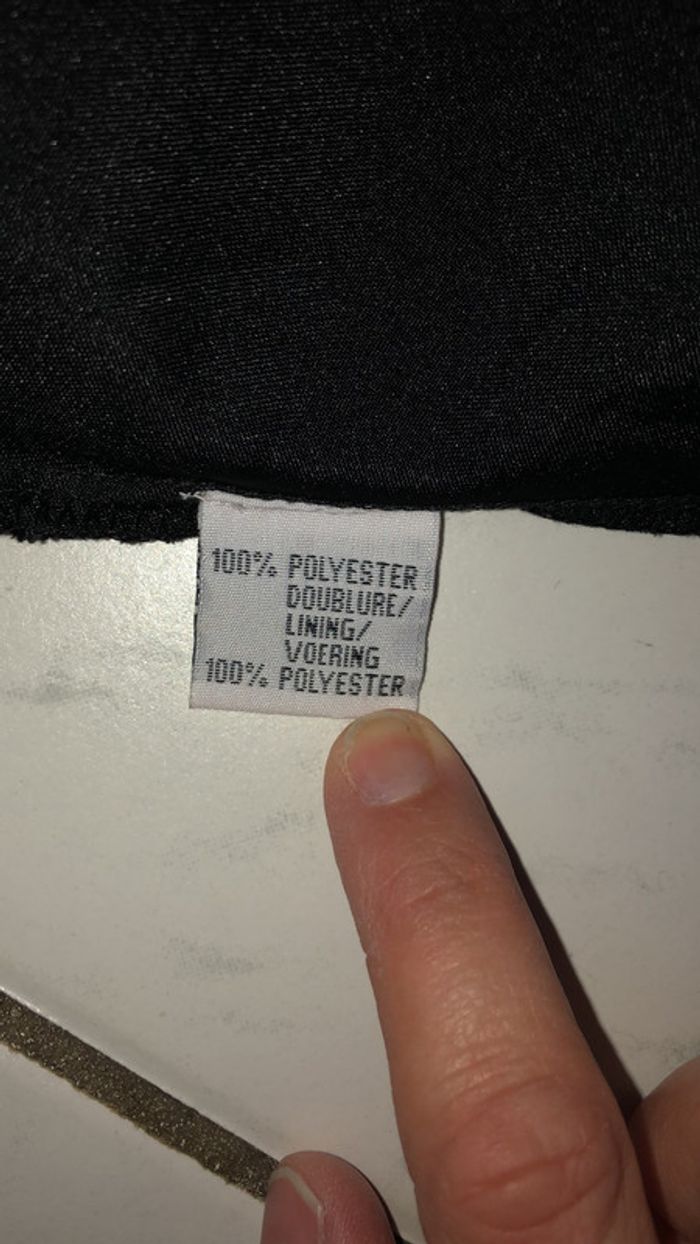 100% POLYESTER
DOUBLURE/
LINING/
VOERING
100% POLYESTER